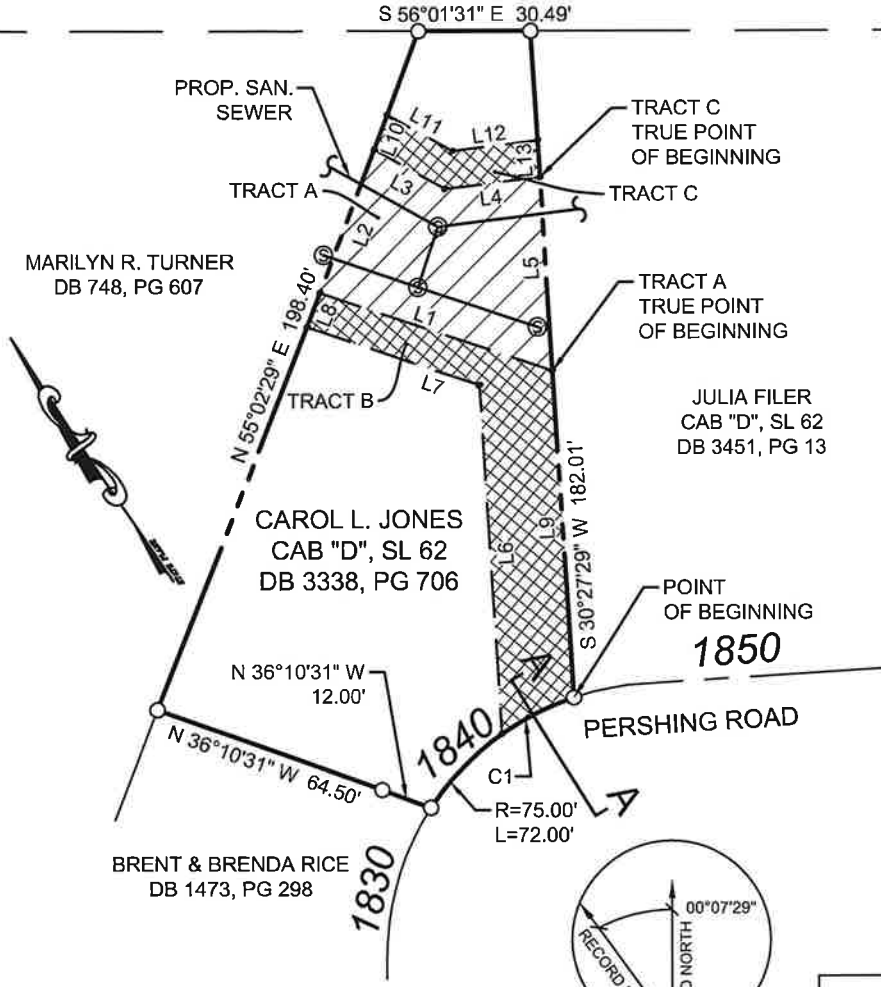 S 56°01'31" E 30.49'
PROP. SAN.
SEWER
L11
L12
L10
L13
TRACT C
TRUE POINT
OF BEGINNING
L3
L4
TRACT A
TRACT C
L2
MARILYN R. TURNER
DB 748, PG 607
S
S
S
S
L5
L8
L1
TRACT A
TRUE POINT
OF BEGINNING
N 55°02'29" E 198.40'
TRACT B
L7
JULIA FILER
CAB "D", SL 62
DB 3451, PG 13
CAROL L. JONES
CAB "D", SL 62
DB 3338, PG 706
L6
L9
S 30°27'29" W 182.01'
POINT
OF BEGINNING
1850
N 36°10'31" W
12.00'
A
PERSHING ROAD
1840
N 36°10'31" W 64.50'
C1
R=75.00'
L=72.00'
A
BRENT & BRENDA RICE
DB 1473, PG 298
1830
00°07'29"
RECORD
NORTH